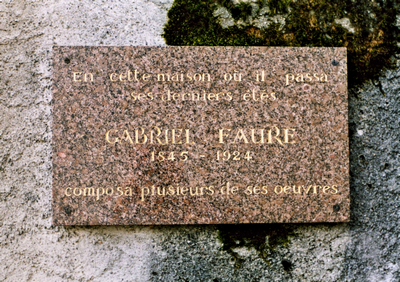 En cette maison où il passa
ses derniers étés
GABRIEL FAURÉ
1845 - 1924
composa plusieurs de ses oeuvres